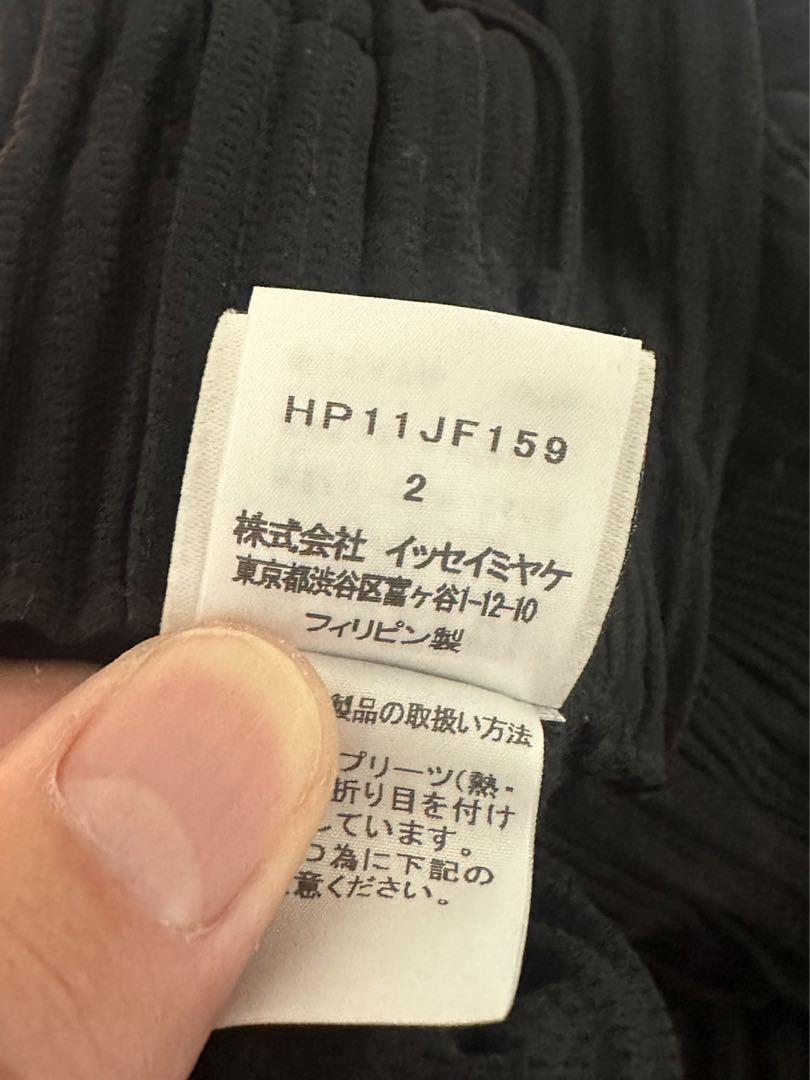 HP11JF159
2
株式会社 イッセイミヤケ
東京都渋谷区富ヶ谷1-12-10
フィリピン製
製品の取扱い方法
プリーツ(熱・
折り目を付け
しています。
為に下記の
意ください。